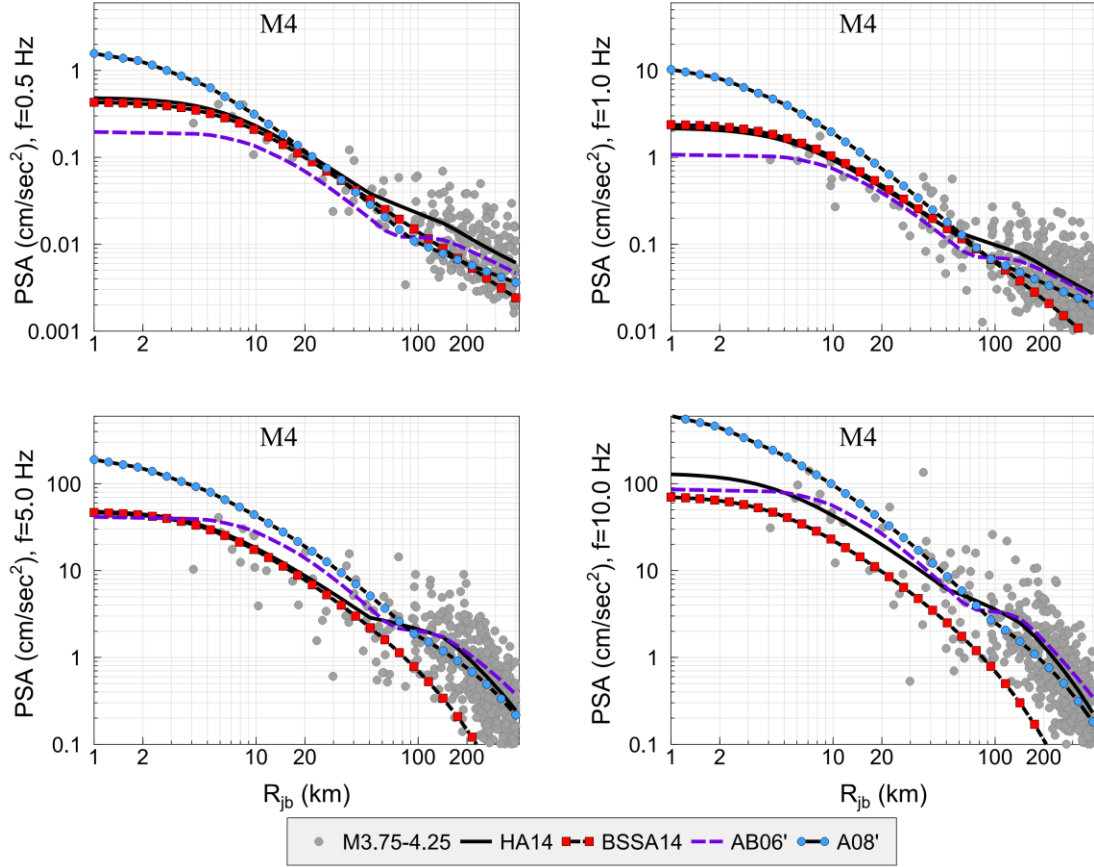 M4
PSA (cm/sec²), f=0.5 Hz
1
0.1
0.01
0.001
1 2 10 20 100 200
M4
PSA (cm/sec²), f=1.0 Hz
10
1
0.1
0.01
1 2 10 20 100 200
M4
PSA (cm/sec²), f=5.0 Hz
100
10
1
0.1
1 2 10 20 100 200
R_jb (km)
M4
PSA (cm/sec²), f=10.0 Hz
100
10
1
0.1
1 2 10 20 100 200
R_jb (km)
M3.75-4.25 HA14 BSSA14 AB06' A08'